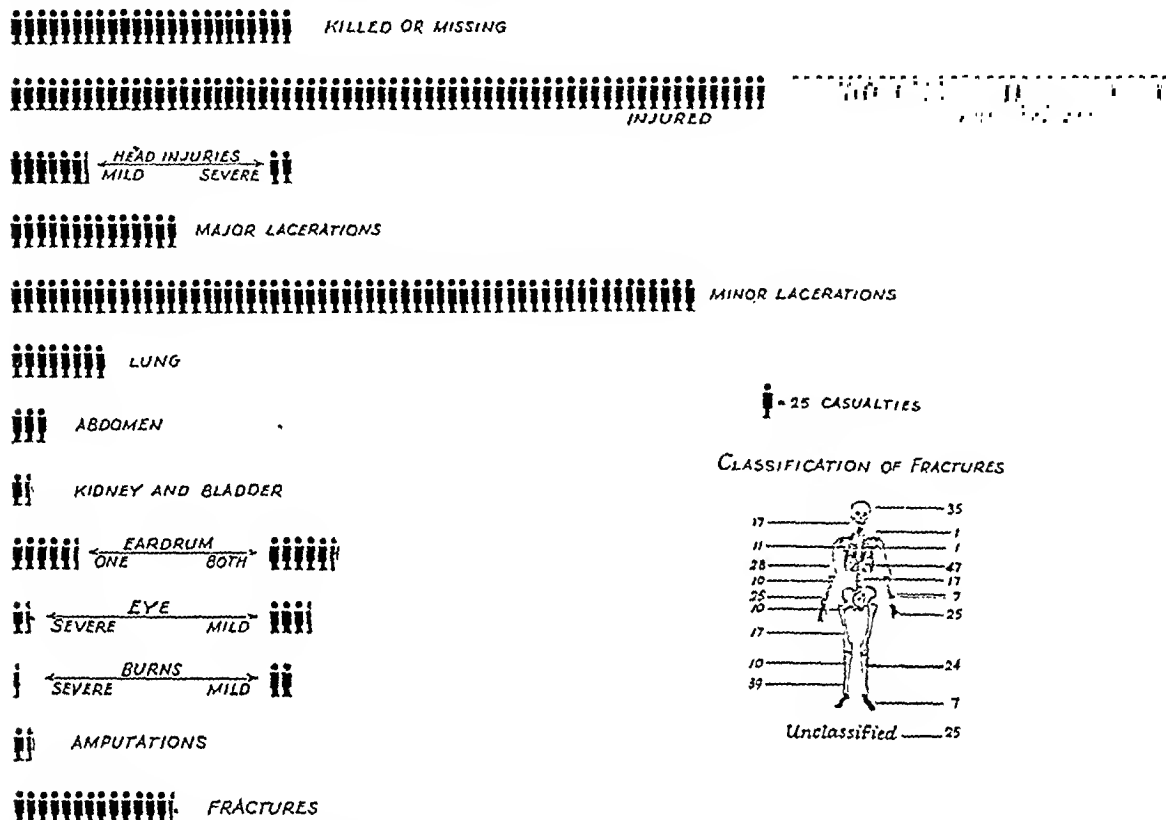 KILLED OR MISSING
INJURED
HEAD INJURIES
MILD SEVERE
MAJOR LACERATIONS
MINOR LACERATIONS
LUNG
ABDOMEN
KIDNEY AND BLADDER
EARDRUM
ONE BOTH
EYE
SEVERE MILD
BURNS
SEVERE MILD
AMPUTATIONS
FRACTURES
= 25 CASUALTIES
CLASSIFICATION OF FRACTURES
35
17
1
11 1
28 47
10 17
25 7
10 25
17
10 24
39
7
Unclassified 25